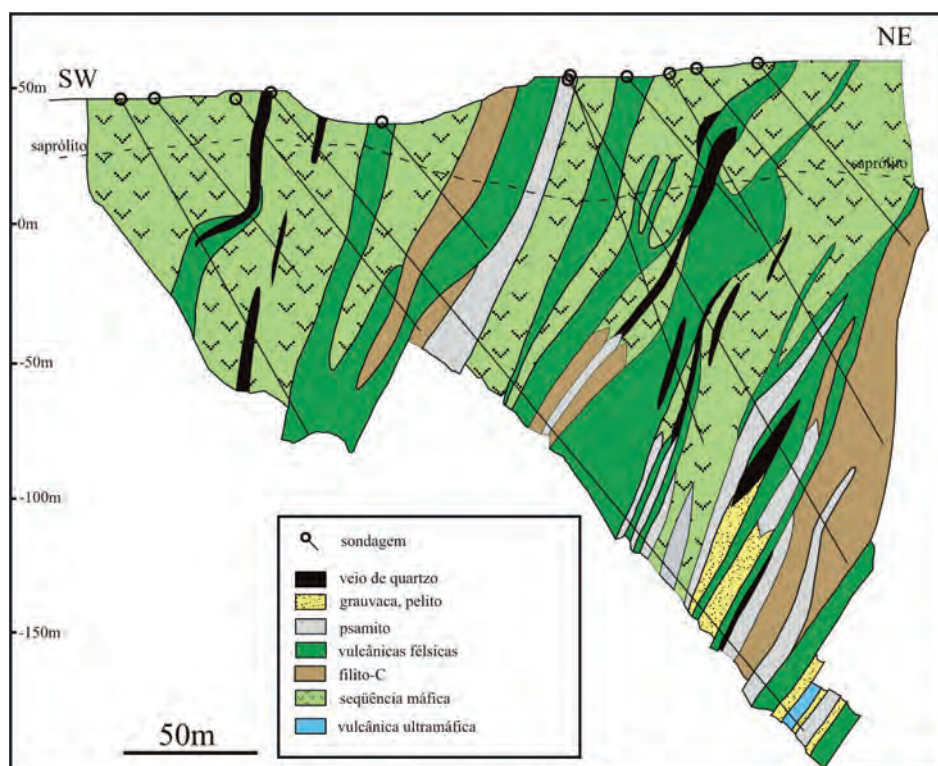 SW
NE
50m
saprólito
saprólito
0m
-50m
-100m
-150m
50m
sondagem
veio de quartzo
grauvaca, pelito
psamito
vulcânicas félsicas
filito-C
seqüência máfica
vulcânica ultramáfica